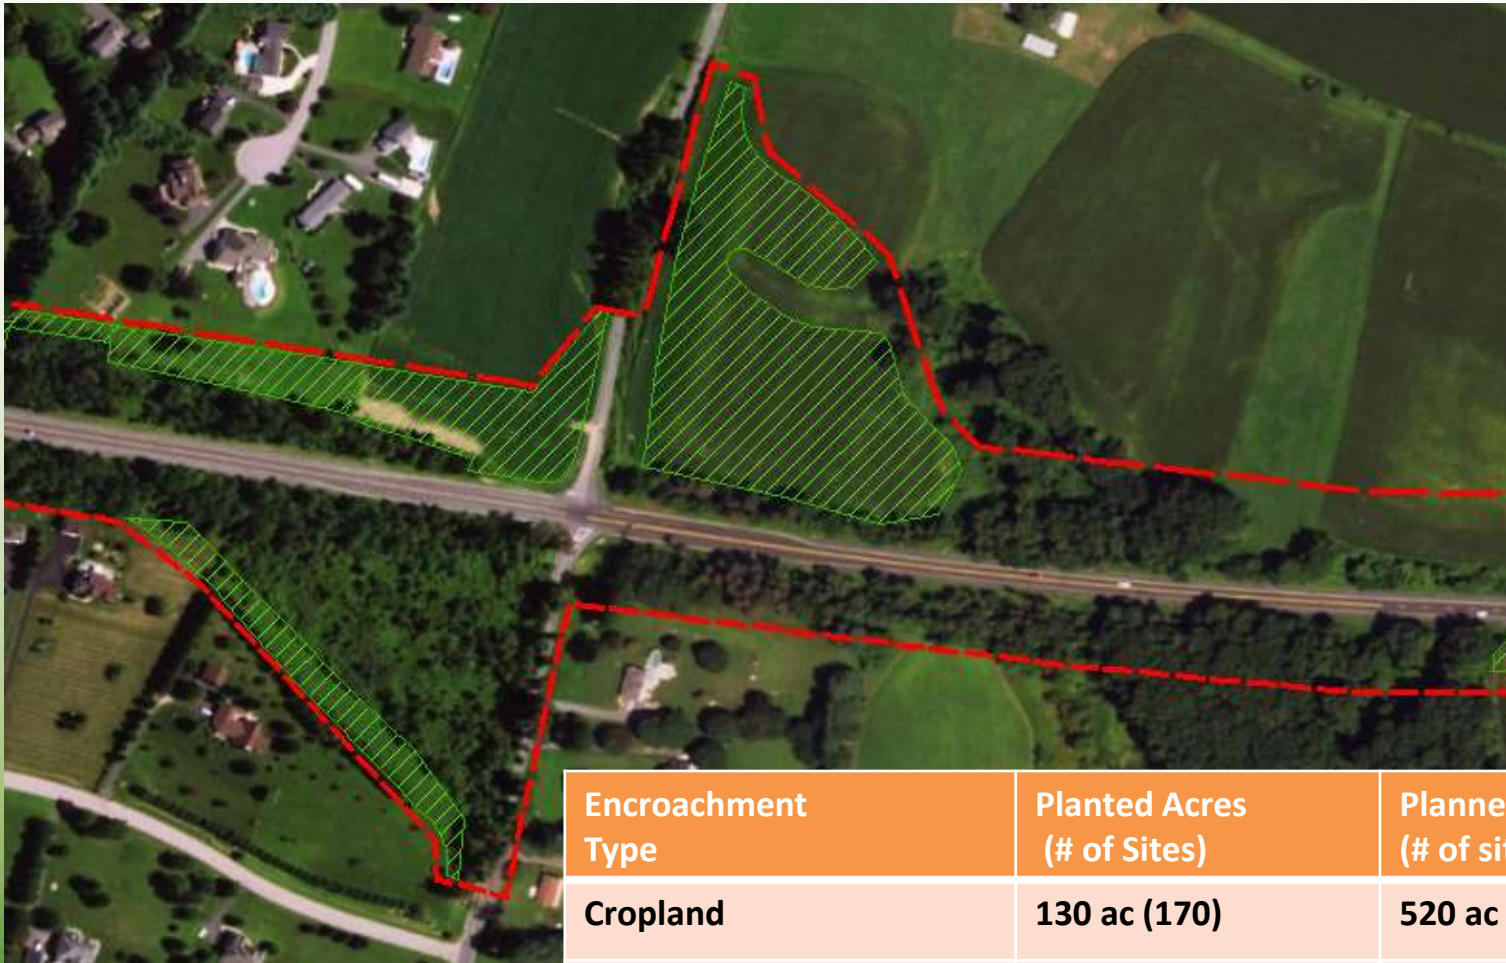 Encroachment Type
Planted Acres (# of Sites)
Cropland
130 ac (170)
520 ac